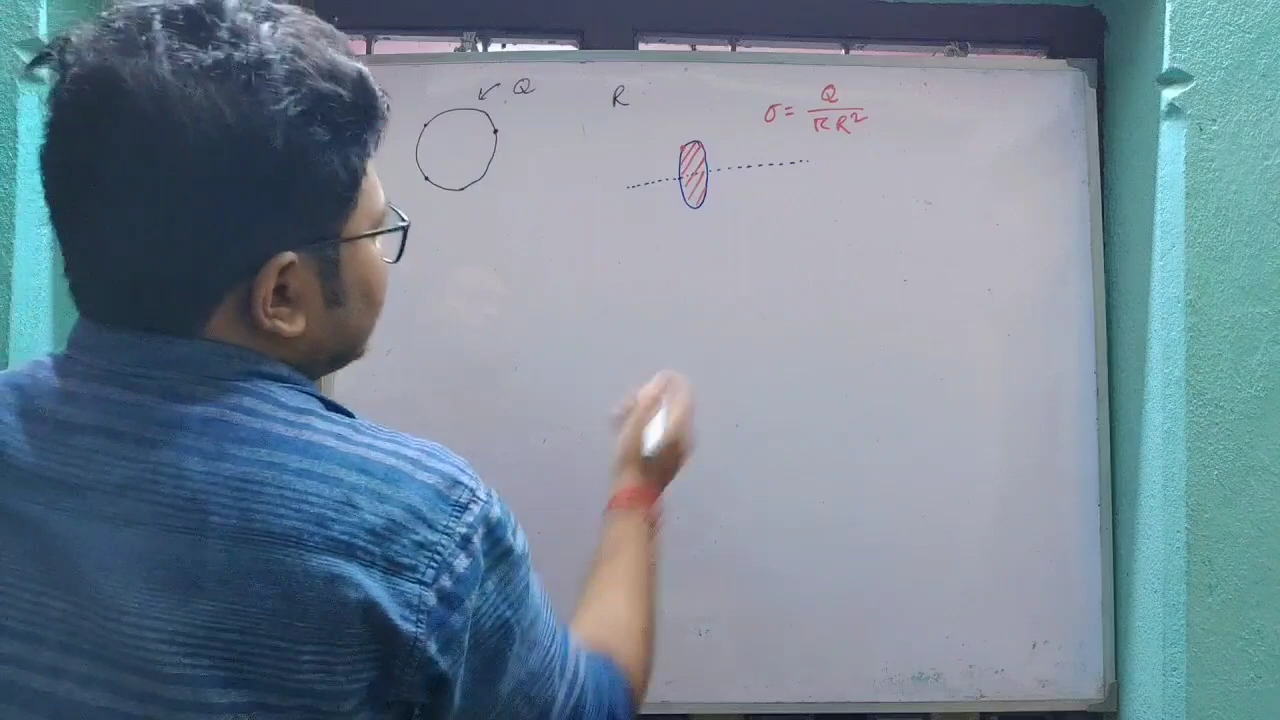 Q
R
σ = Q / πR²